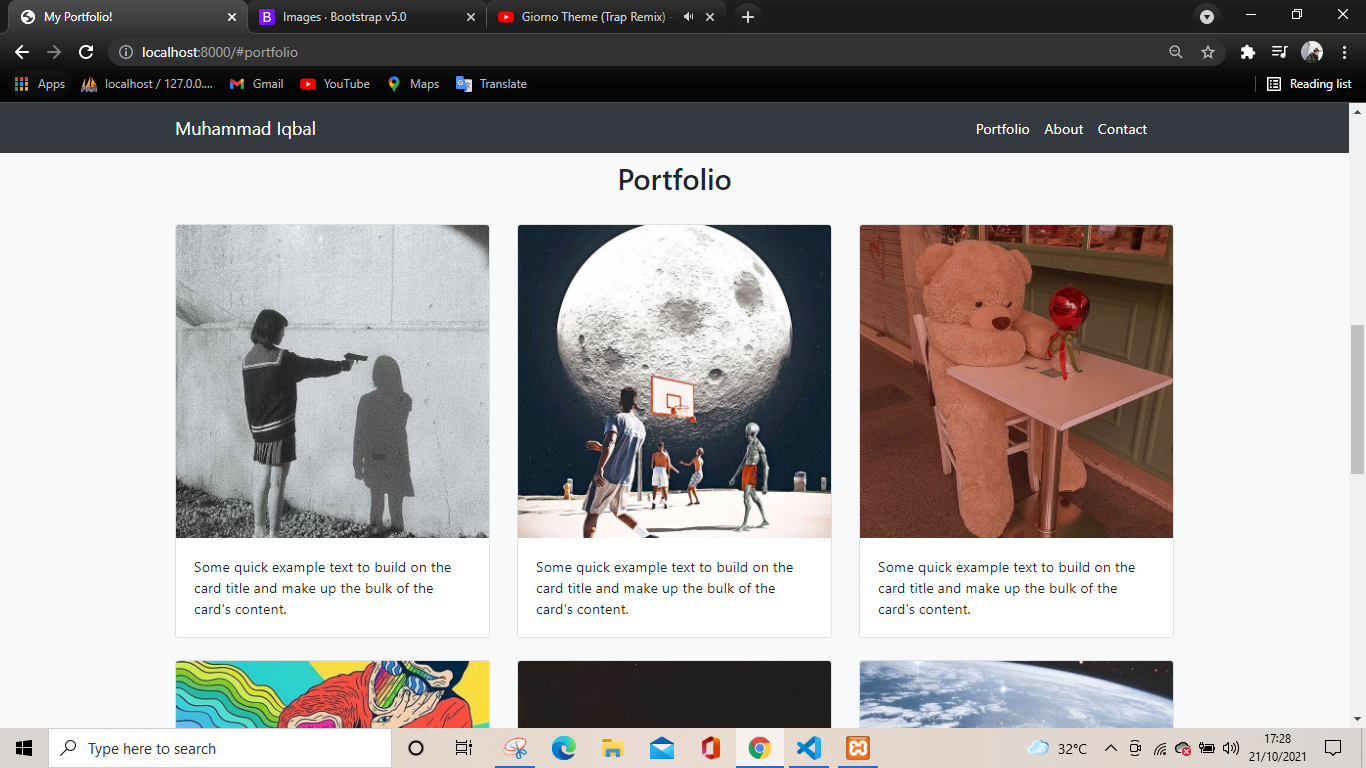 My Portfolio!
Images · Bootstrap v5.0
Giorno Theme (Trap Remix) -
localhost:8000/#portfolio
Apps
localhost / 127.0.0....
Gmail
YouTube
Maps
Translate
Reading list
Muhammad Iqbal
Portfolio
About
Contact
Portfolio
Some quick example text to build on the
card title and make up the bulk of the
card's content.
Some quick example text to build on the
card title and make up the bulk of the
card's content.
Some quick example text to build on the
card title and make up the bulk of the
card's content.
Type here to search
32°C
17:28
21/10/2021